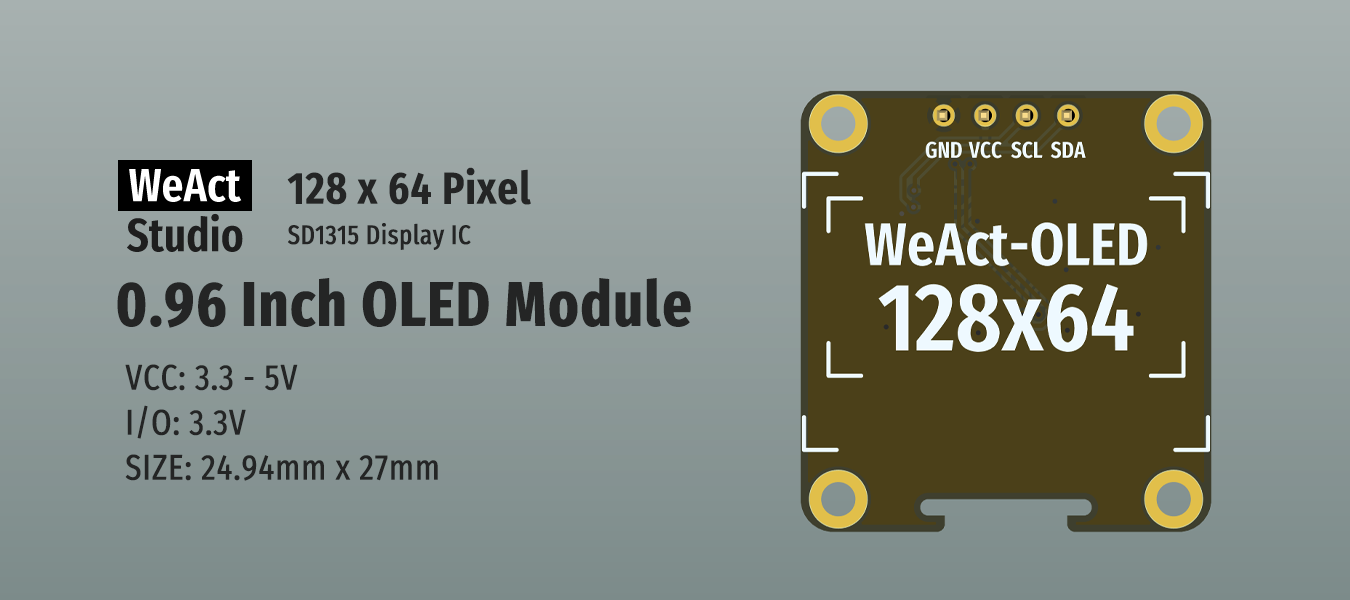 WeAct
Studio
128 x 64 Pixel
SD1315 Display IC
0.96 Inch OLED Module
VCC: 3.3 - 5V
I/O: 3.3V
SIZE: 24.94mm x 27mm
GND VCC SCL SDA
WeAct-OLED
128x64